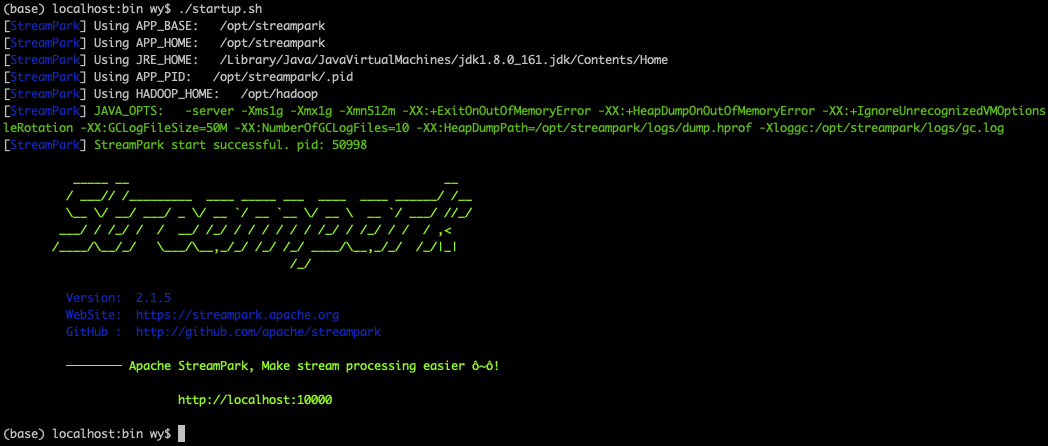 (base) localhost:bin wy$ ./startup.sh
[StreamPark] Using APP_BASE:   /opt/streampark
[StreamPark] Using APP_HOME:   /opt/streampark
[StreamPark] Using JRE_HOME:   /Library/Java/JavaVirtualMachines/jdk1.8.0_161.jdk/Contents/Home
[StreamPark] Using APP_PID:   /opt/streampark/.pid
[StreamPark] Using HADOOP_HOME:   /opt/hadoop
[StreamPark] JAVA_OPTS:   -server -Xms1g -Xmx1g -Xmn512m -XX:+ExitOnOutOfMemoryError -XX:+HeapDumpOnOutOfMemoryError -XX:+IgnoreUnrecognizedVMOptions
leRotation -XX:GCLogFileSize=50M -XX:NumberOfGCLogFiles=10 -XX:HeapDumpPath=/opt/streampark/logs/dump.hprof -Xloggc:/opt/streampark/logs/gc.log
[StreamPark] StreamPark start successful. pid: 50998
Streampark
Version:  2.1.5
WebSite:  https://streampark.apache.org
GitHub :  http://github.com/apache/streampark
──────── Apache StreamPark, Make stream processing easier ô~ô!
http://localhost:10000
(base) localhost:bin wy$